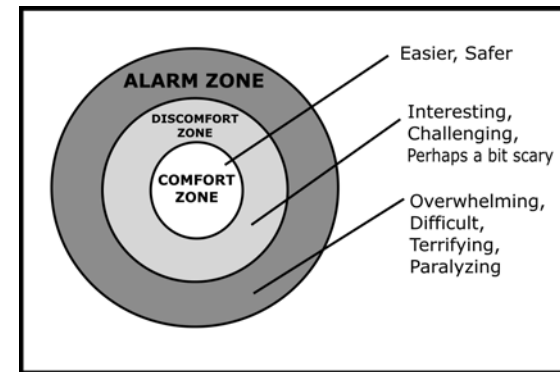 ALARM ZONE
DISCOMFORT
ZONE
COMFORT
ZONE
Easier, Safer
Interesting,
Challenging,
Perhaps a bit scary
Overwhelming,
Difficult,
Terrifying,
Paralyzing